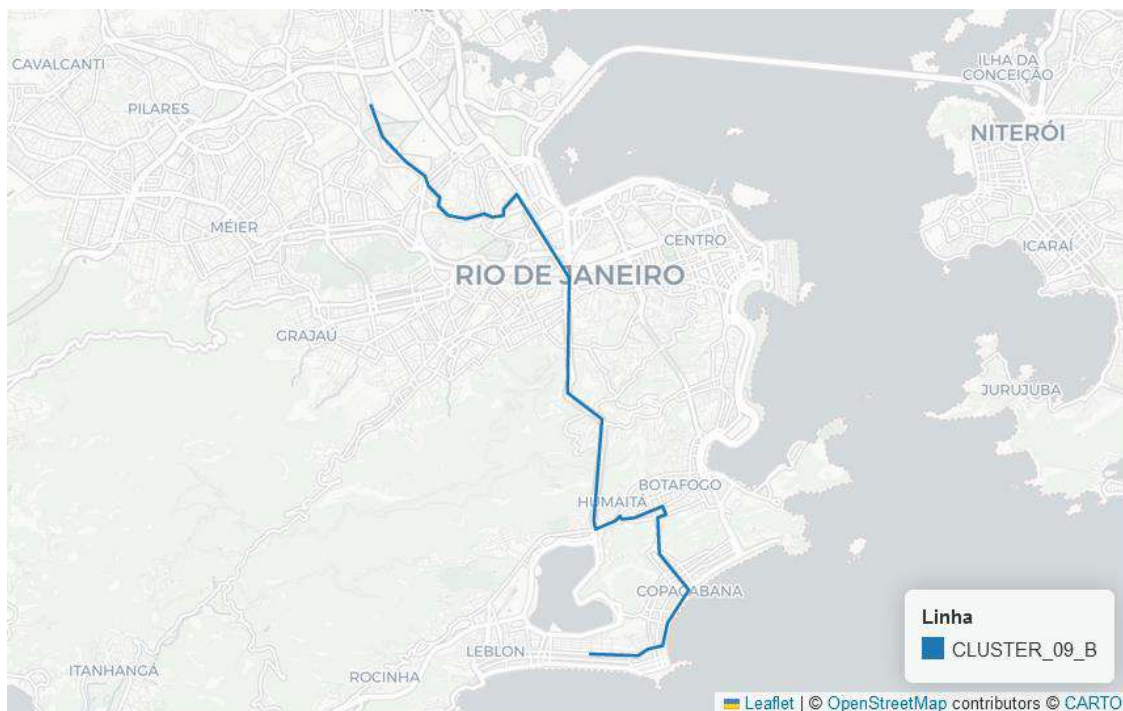 CAVALCANTI
PILARES
ILHA DA
CONCEIÇÃO
NITERÓI
MÉIER
CENTRO
ICARAÍ
RIO DE JANEIRO
GRAJAÚ
JURUJUBA
BOTAFOGO
HUMAITÁ
COPACABANA
LEBLON
ITANHANGÁ
ROCINHA
Linha
CLUSTER_09_B
Leaflet | © OpenStreetMap contributors © CARTO